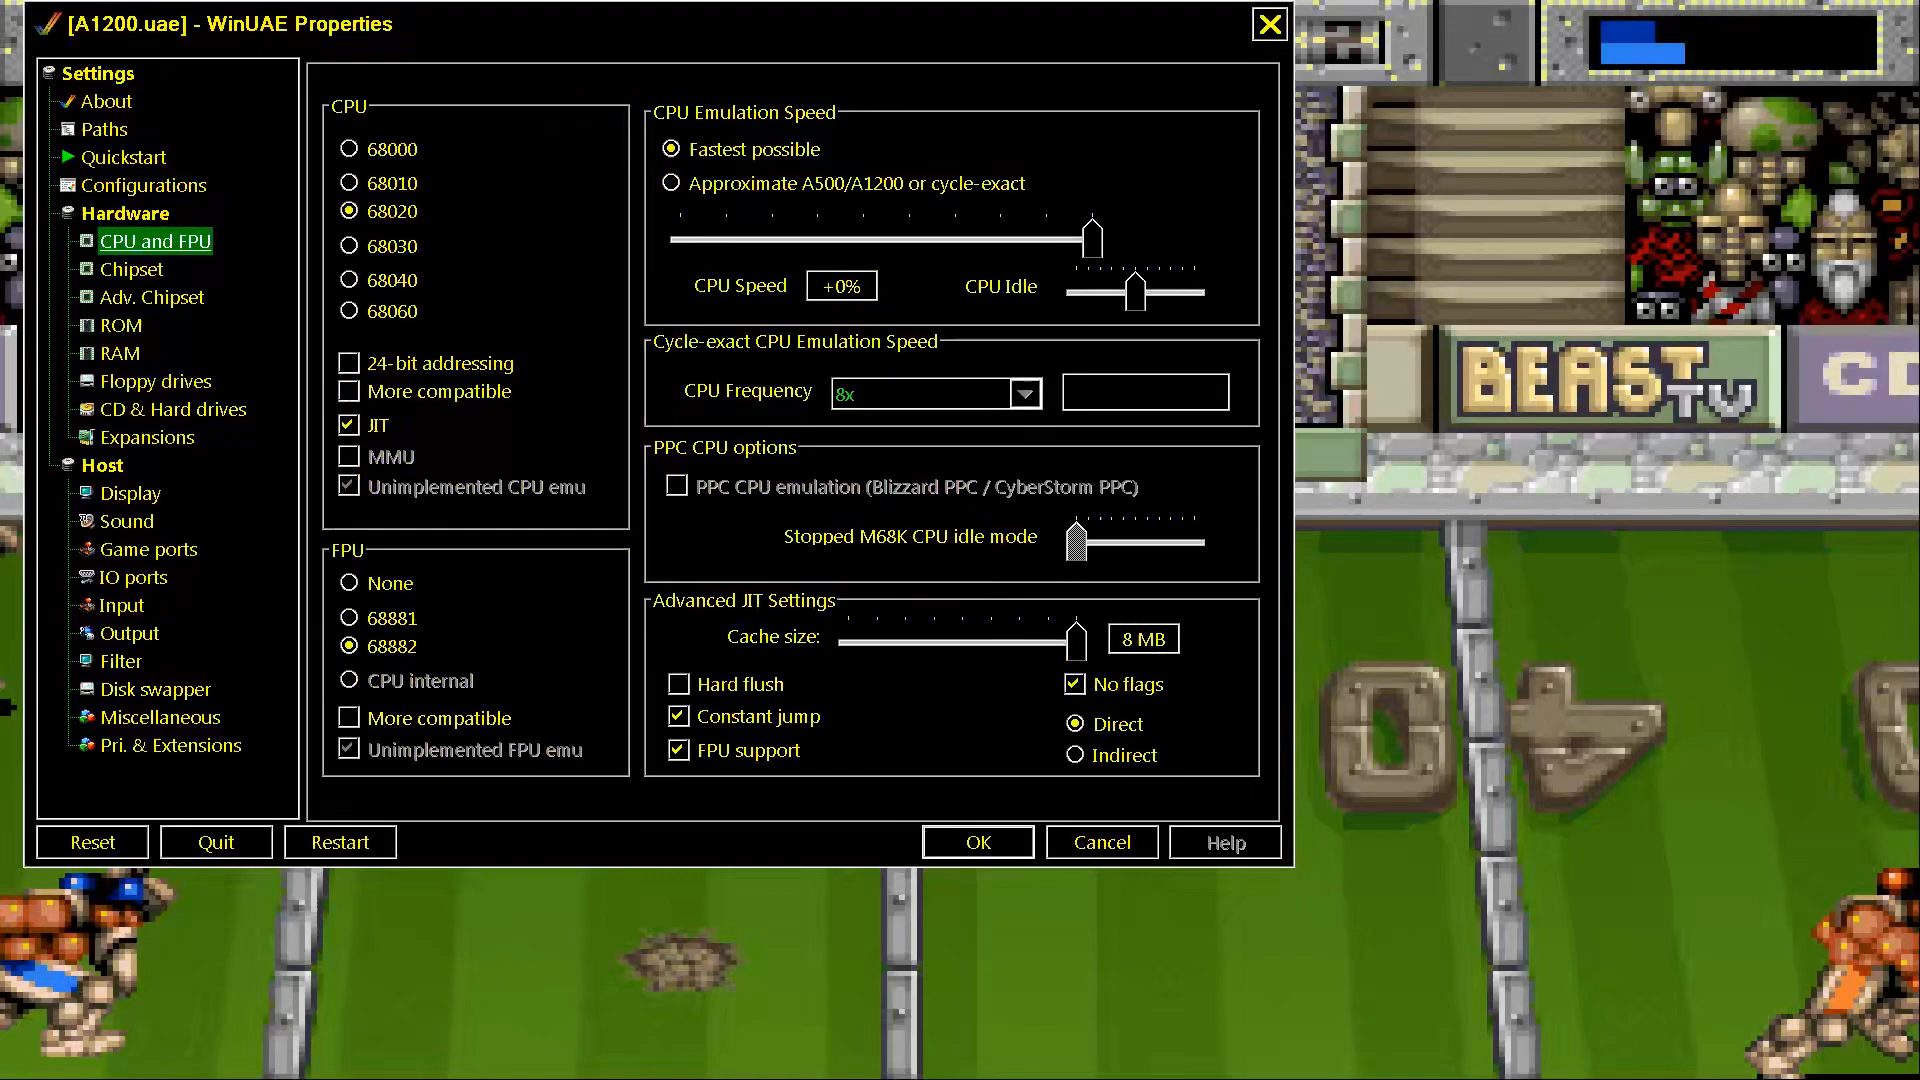 [A1200.uae] - WinUAE Properties
Settings
About
Paths
Quickstart
Configurations
Hardware
CPU and FPU
Chipset
Adv. Chipset
ROM
RAM
Floppy drives
CD & Hard drives
Expansions
Host
Display
Sound
Game ports
IO ports
Input
Output
Filter
Disk swapper
Miscellaneous
Pri. & Extensions
CPU
68000
68010
68020
68030
68040
68060
24-bit addressing
More compatible
JIT
MMU
Unimplemented CPU emu
FPU
None
68881
68882
CPU internal
More compatible
Unimplemented FPU emu
CPU Emulation Speed
Fastest possible
Approximate A500/A1200 or cycle-exact
CPU Speed +0% CPU Idle
Cycle-exact CPU Emulation Speed
CPU Frequency 8x
PPC CPU options
PPC CPU emulation (Blizzard PPC / CyberStorm PPC)
Stopped M68K CPU idle mode
Advanced JIT Settings
Cache size: 8 MB
Hard flush
Constant jump
FPU support
No flags
Direct
Indirect
Reset Quit Restart OK Cancel Help
BEAST TV
CD